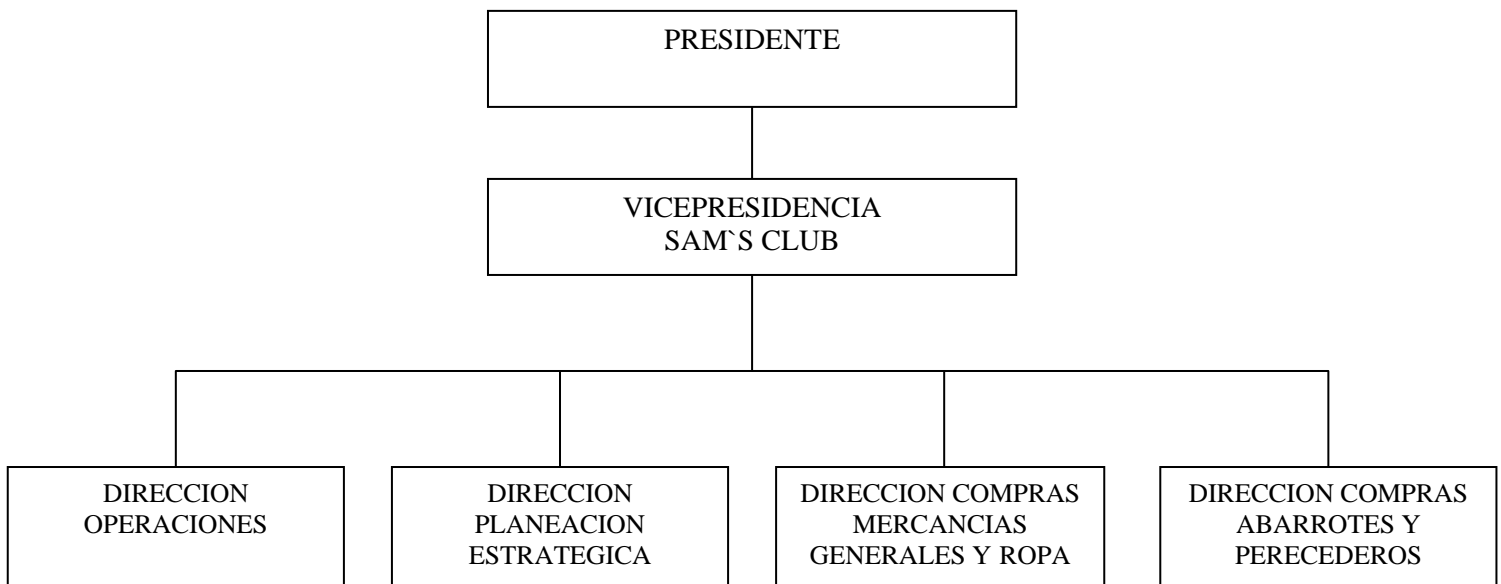 PRESIDENTE
VICEPRESIDENCIA
SAM`S CLUB
DIRECCION
OPERACIONES
DIRECCION
PLANEACION
ESTRATEGICA
DIRECCION COMPRAS
MERCANCIAS
GENERALES Y ROPA
DIRECCION COMPRAS
ABARROTES Y
PERECEDEROS